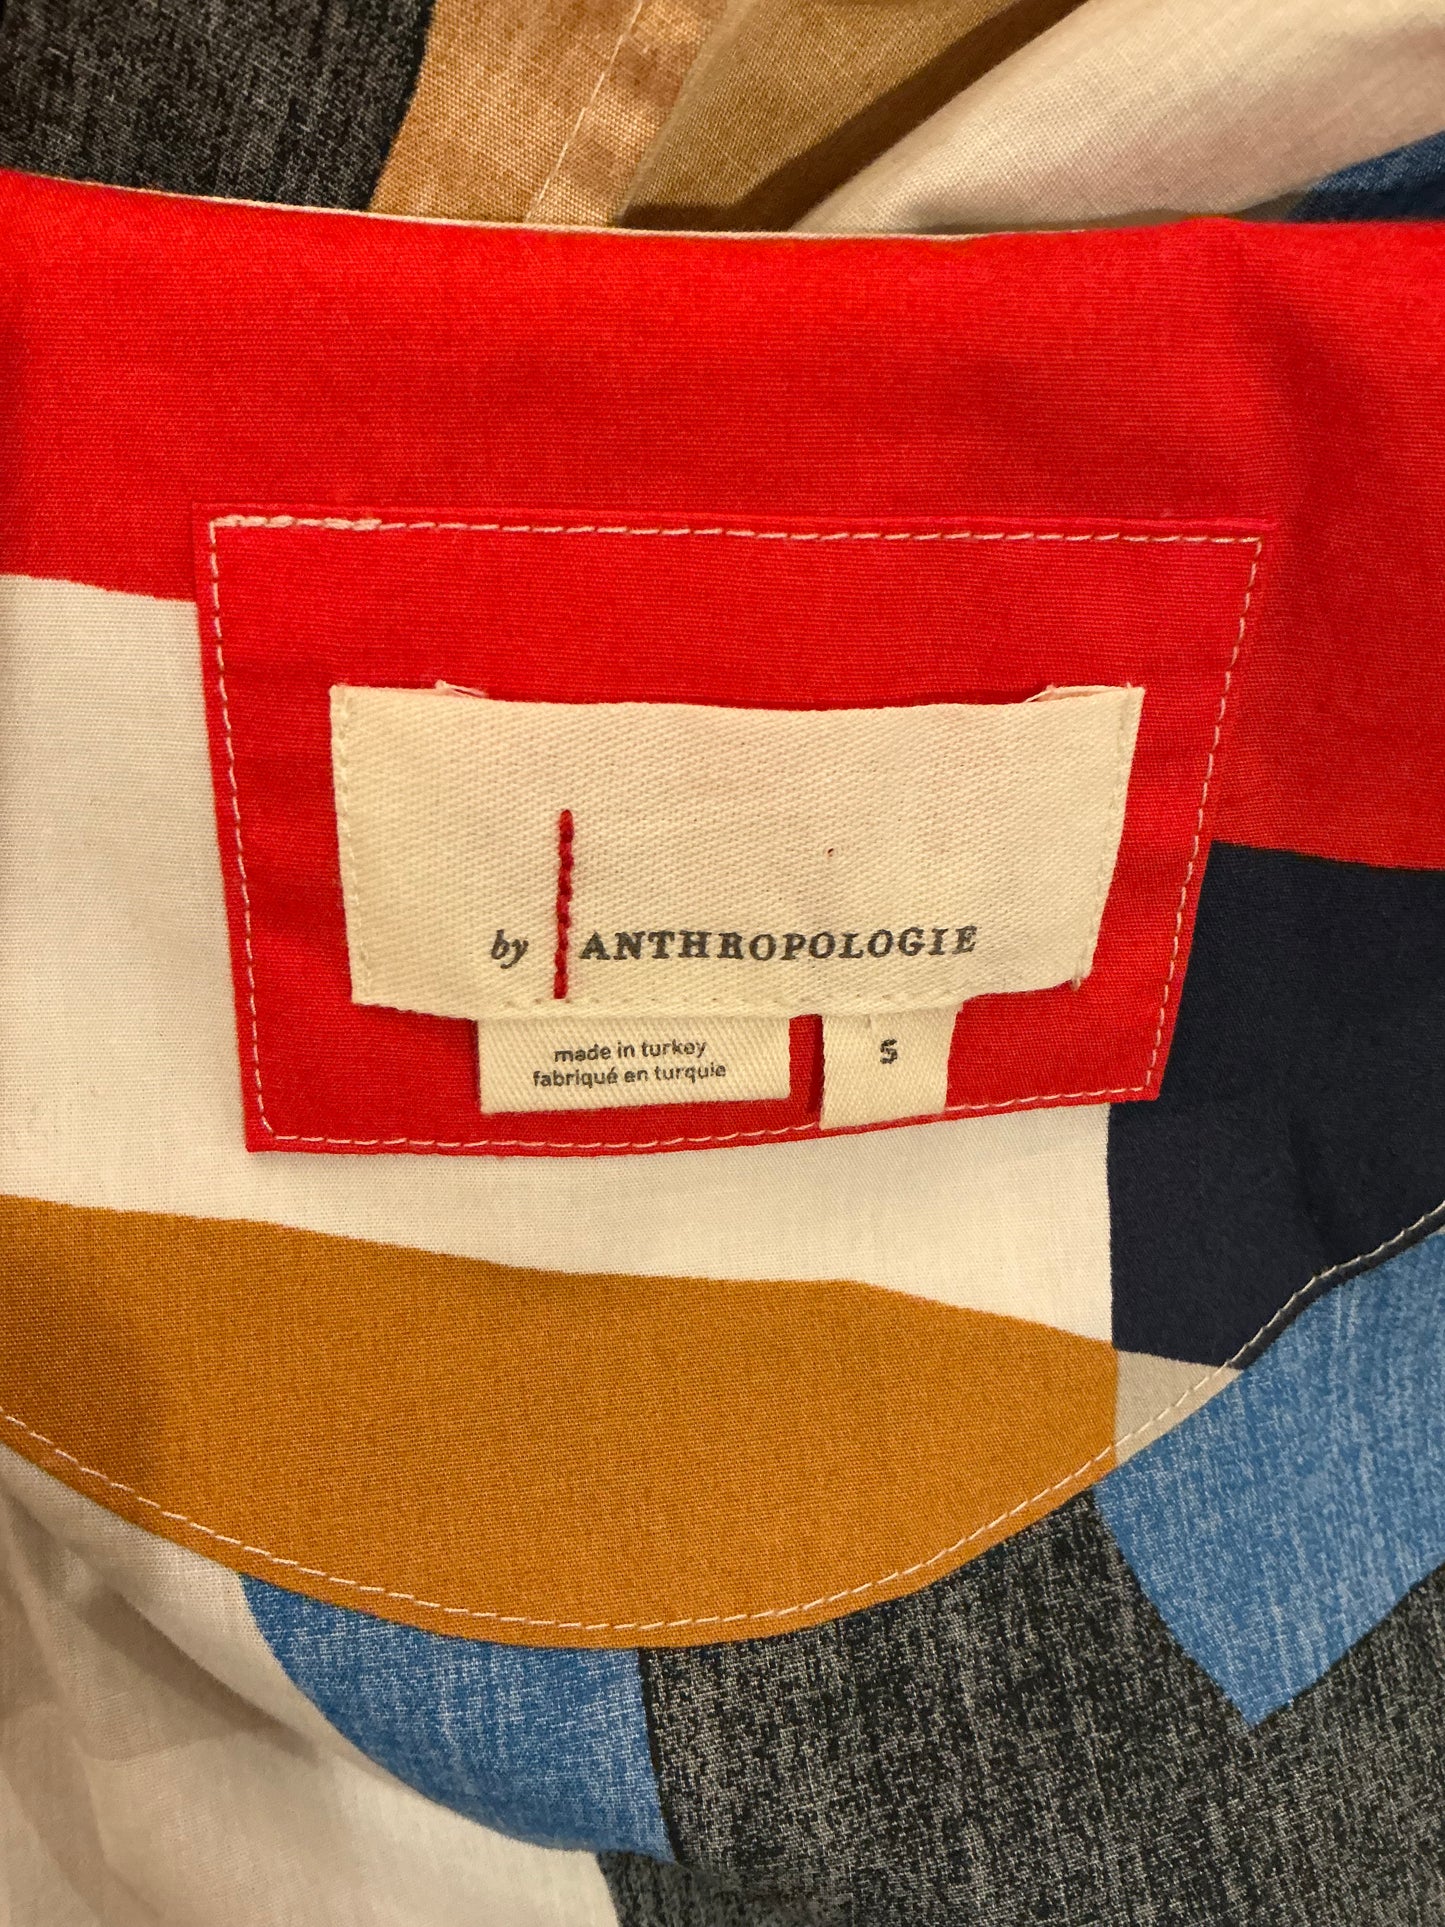 by ANTHROPOLOGIE
made in turkey
fabriqué en turquie
S